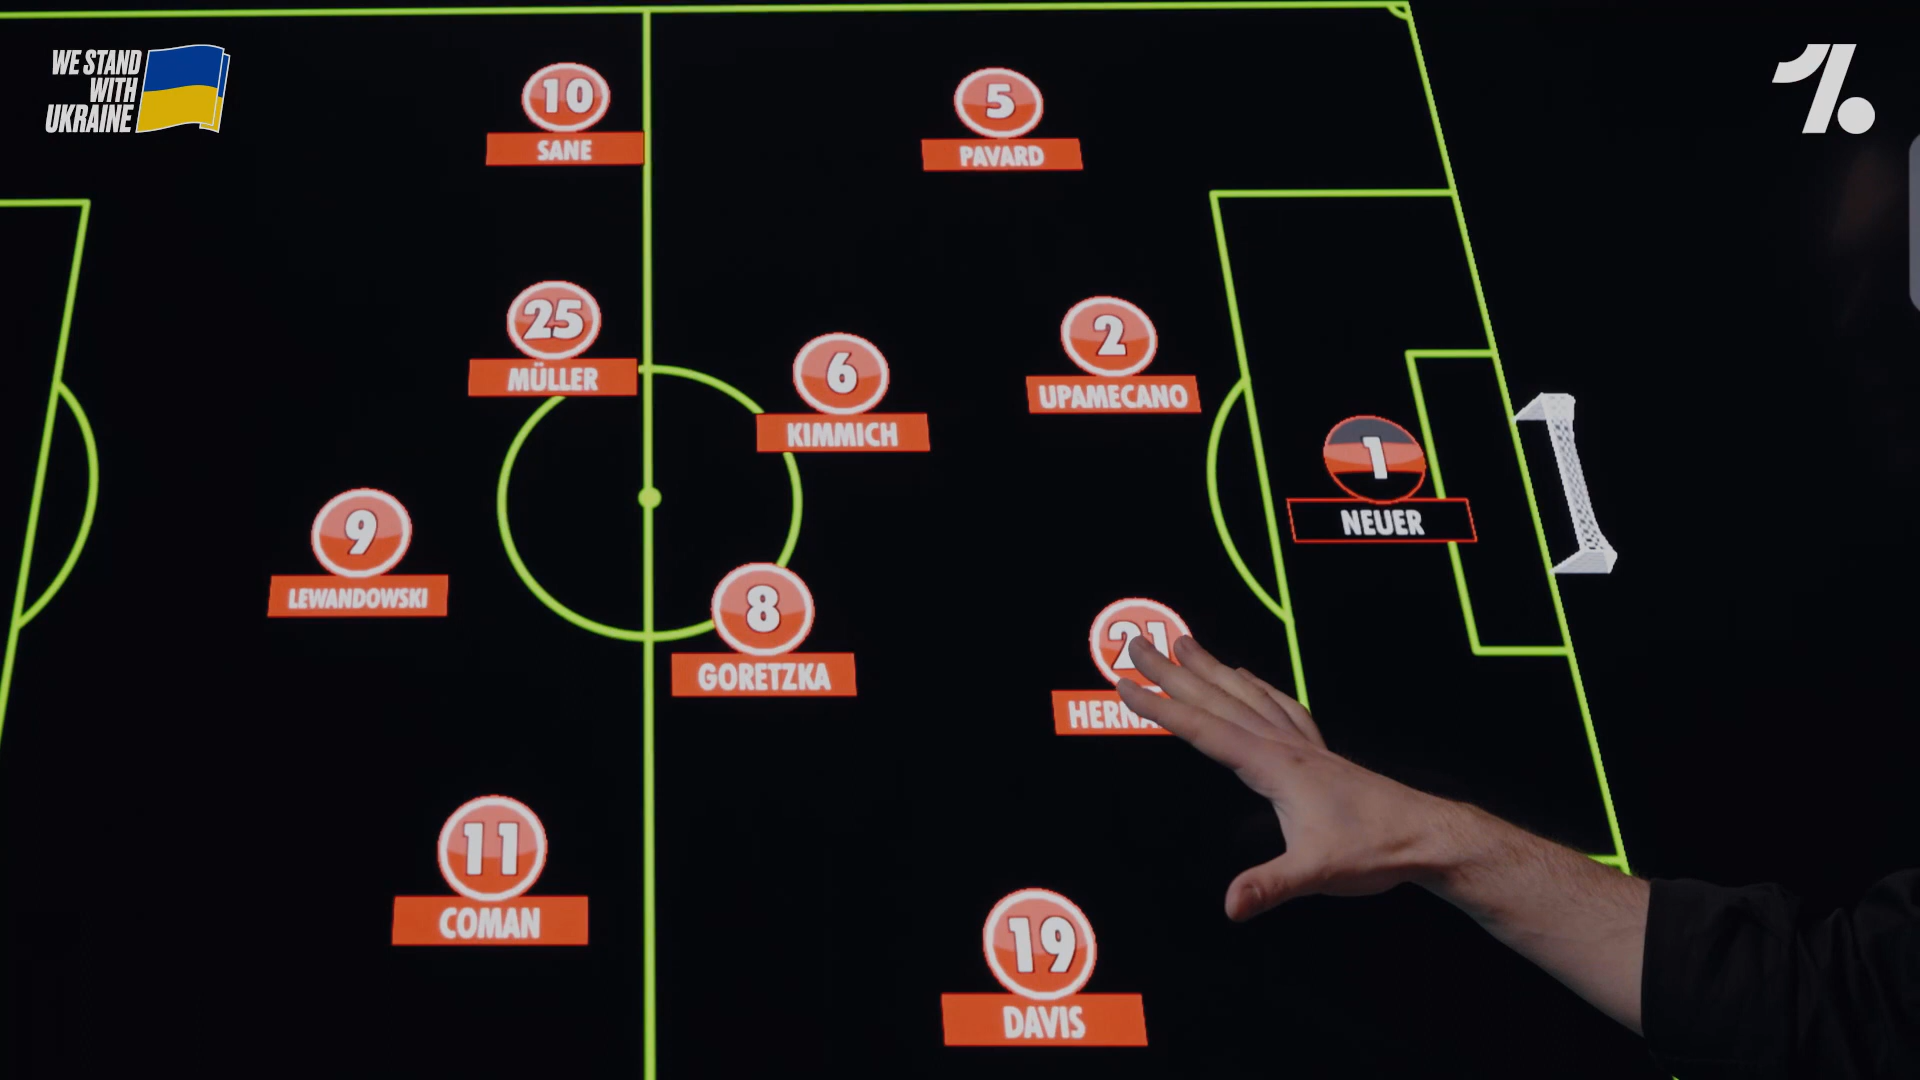 WE STAND
WITH
UKRAINE
10
SANE
5
PAVARD
25
MÜLLER
6
KIMMICH
2
UPAMECANO
1
NEUER
9
LEWANDOWSKI
8
GORETZKA
21
11
COMAN
19
DAVIS